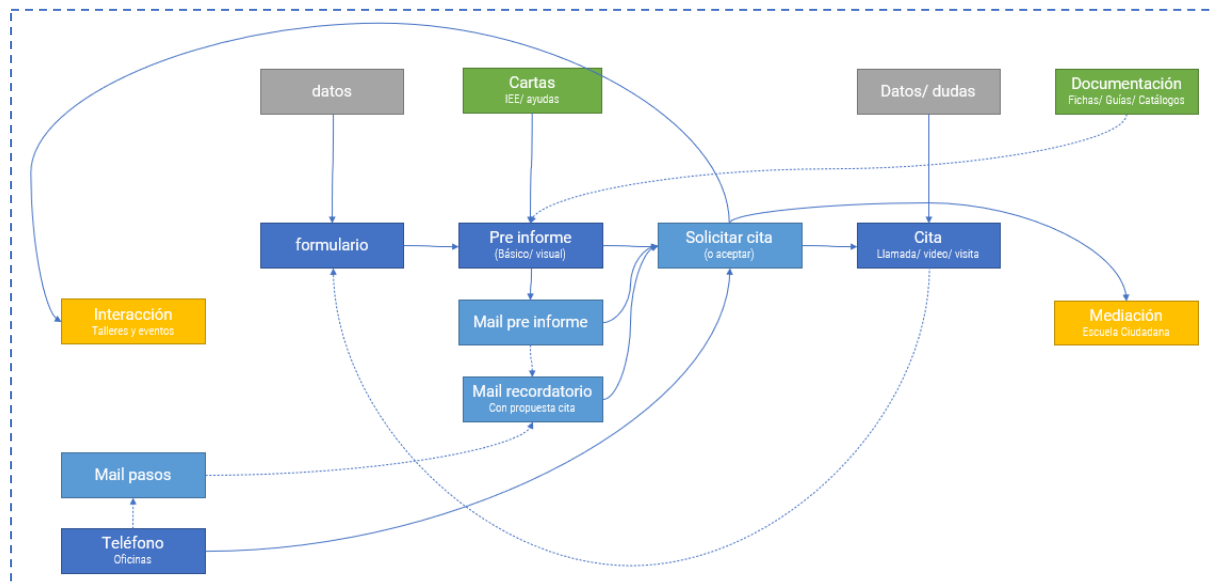 datos
Cartas
IEE/ ayudas
Datos/ dudas
Documentación
Fichas/ Guías/ Catálogos
formulario
Pre informe
(Básico/ visual)
Solicitar cita
(o aceptar)
Cita
Llamada/ video/ visita
Interacción
Talleres y eventos
Mail pre informe
Mediación
Escuela Ciudadana
Mail recordatorio
Con propuesta cita
Mail pasos
Teléfono
Oficinas